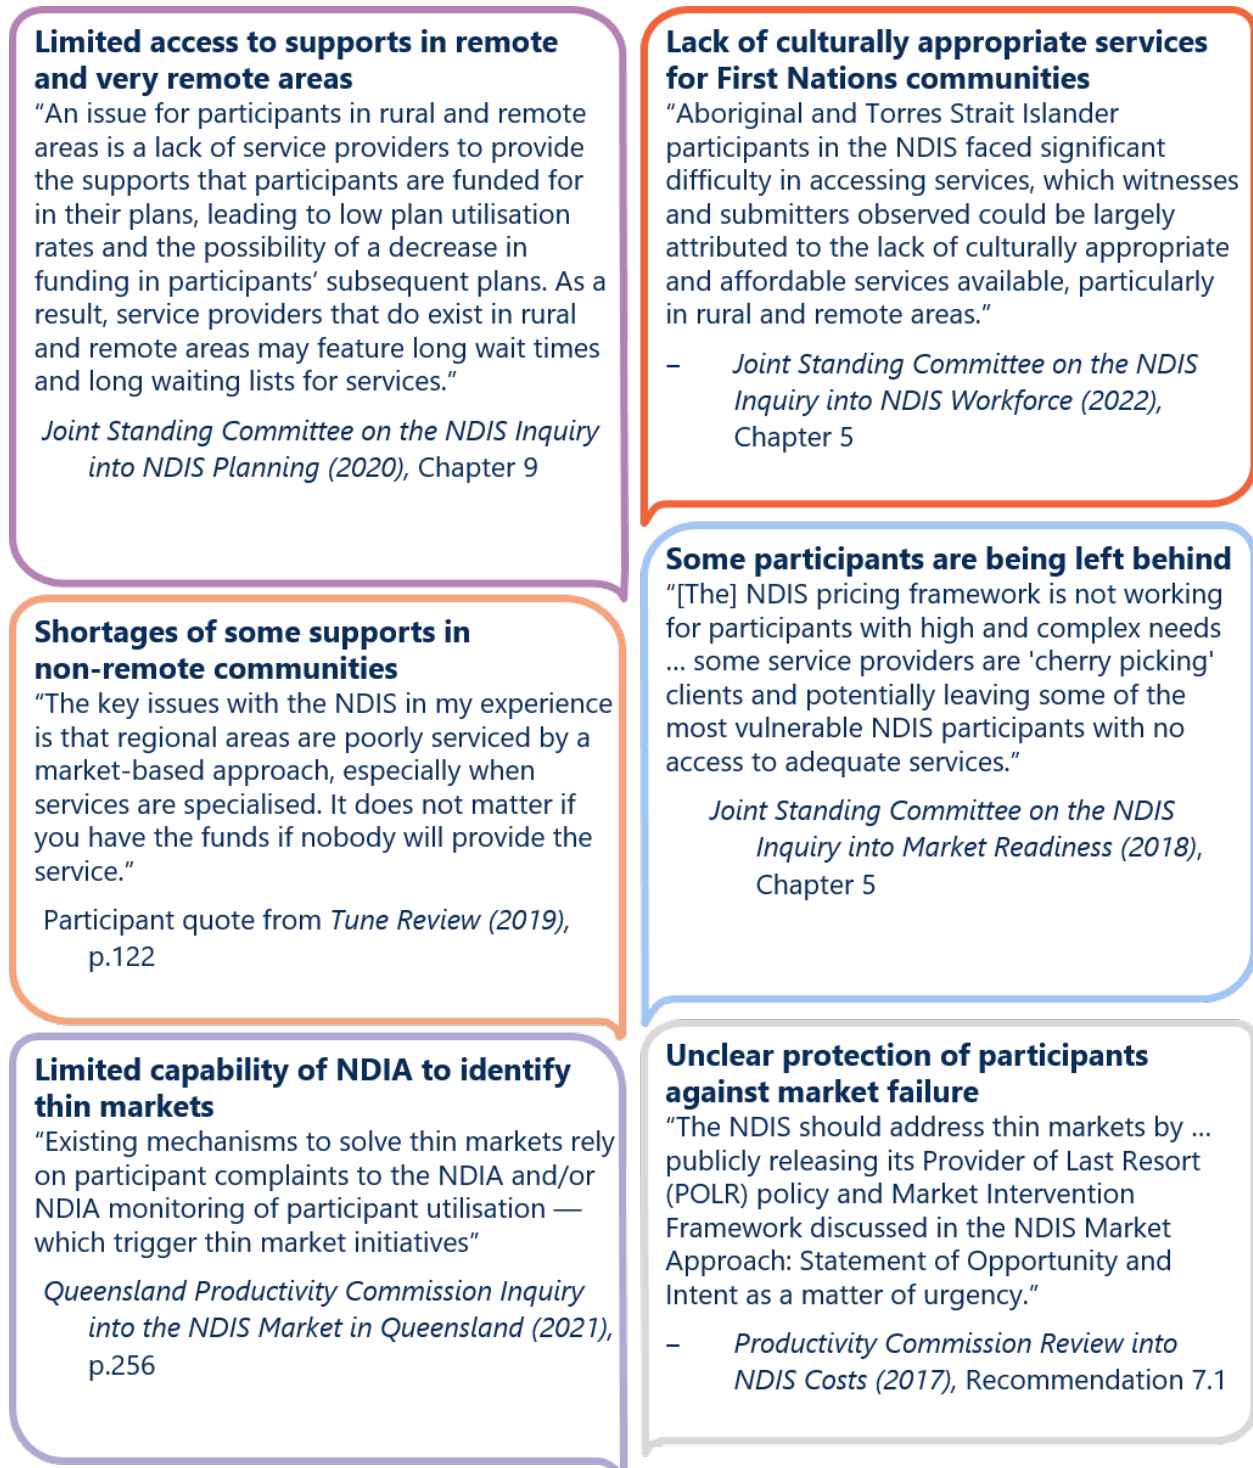 Limited access to supports in remote
and very remote areas
“An issue for participants in rural and remote
areas is a lack of service providers to provide
the supports that participants are funded for
in their plans, leading to low plan utilisation
rates and the possibility of a decrease in
funding in participants’ subsequent plans. As a
result, service providers that do exist in rural
and remote areas may feature long wait times
and long waiting lists for services.”
Joint Standing Committee on the NDIS Inquiry
into NDIS Planning (2020), Chapter 9
Lack of culturally appropriate services
for First Nations communities
“Aboriginal and Torres Strait Islander
participants in the NDIS faced significant
difficulty in accessing services, which witnesses
and submitters observed could be largely
attributed to the lack of culturally appropriate
and affordable services available, particularly
in rural and remote areas.”
– Joint Standing Committee on the NDIS
Inquiry into NDIS Workforce (2022),
Chapter 5
Shortages of some supports in
non-remote communities
“The key issues with the NDIS in my experience
is that regional areas are poorly serviced by a
market-based approach, especially when
services are specialised. It does not matter if
you have the funds if nobody will provide the
service.”
Participant quote from Tune Review (2019),
p.122
Some participants are being left behind
“[The] NDIS pricing framework is not working
for participants with high and complex needs
... some service providers are 'cherry picking'
clients and potentially leaving some of the
most vulnerable NDIS participants with no
access to adequate services.”
Joint Standing Committee on the NDIS
Inquiry into Market Readiness (2018),
Chapter 5
Limited capability of NDIA to identify
thin markets
“Existing mechanisms to solve thin markets rely
on participant complaints to the NDIA and/or
NDIA monitoring of participant utilisation —
which trigger thin market initiatives”
Queensland Productivity Commission Inquiry
into the NDIS Market in Queensland (2021),
p.256
Unclear protection of participants
against market failure
“The NDIS should address thin markets by ...
publicly releasing its Provider of Last Resort
(POLR) policy and Market Intervention
Framework discussed in the NDIS Market
Approach: Statement of Opportunity and
Intent as a matter of urgency.”
– Productivity Commission Review into
NDIS Costs (2017), Recommendation 7.1